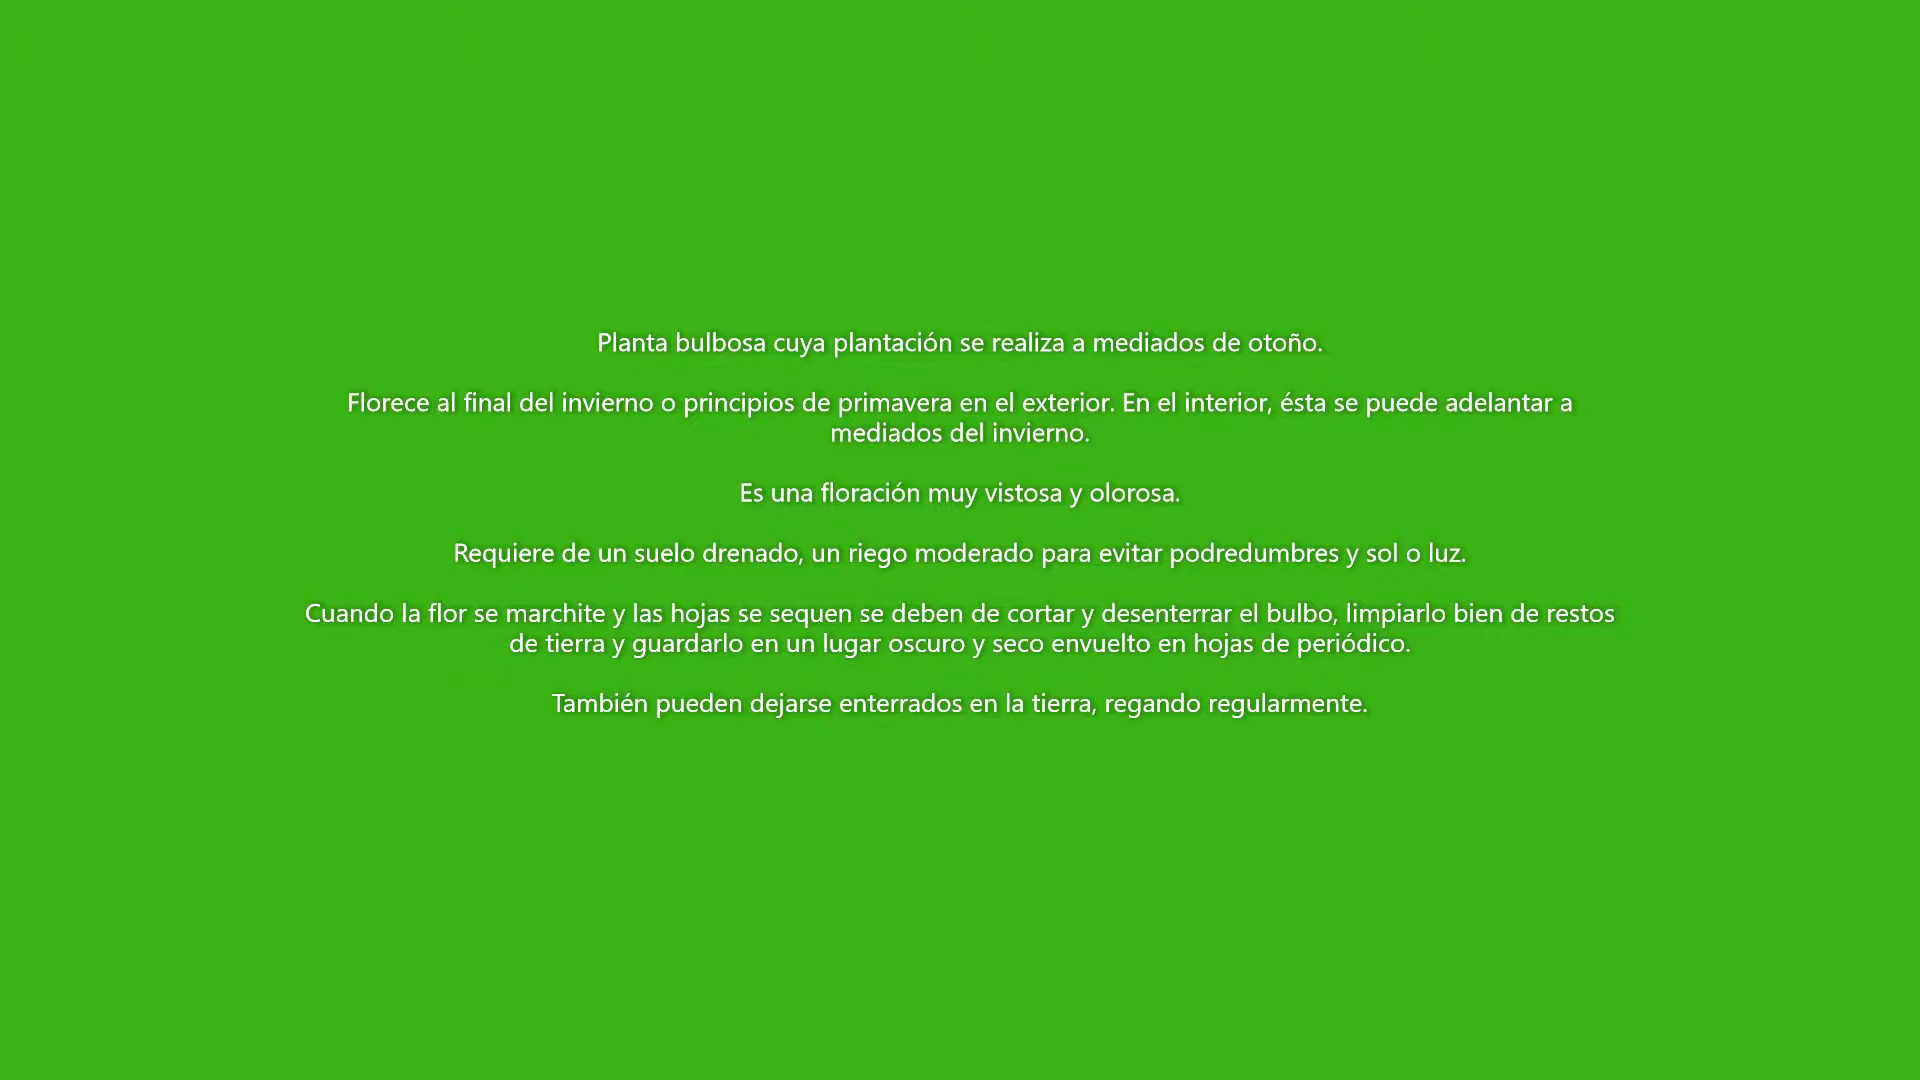 Planta bulbosa cuya plantación se realiza a mediados de otoño.
Florece al final del invierno o principios de primavera en el exterior. En el interior, ésta se puede adelantar a
mediados del invierno.
Es una floración muy vistosa y olorosa.
Requiere de un suelo drenado, un riego moderado para evitar podredumbres y sol o luz.
Cuando la flor se marchite y las hojas se sequen se deben de cortar y desenterrar el bulbo, limpiarlo bien de restos
de tierra y guardarlo en un lugar oscuro y seco envuelto en hojas de periódico.
También pueden dejarse enterrados en la tierra, regando regularmente.